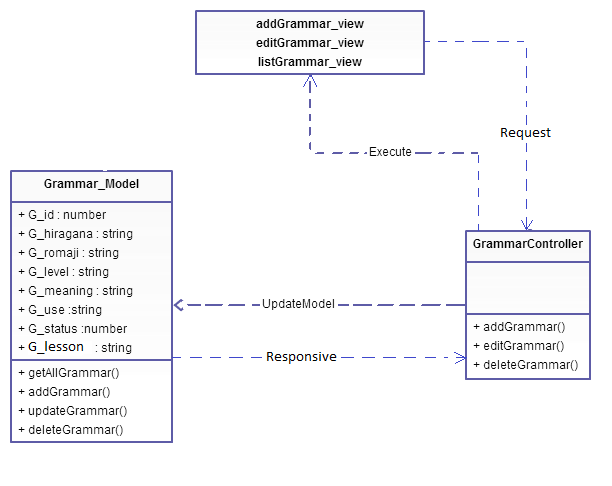 addGrammar_view
editGrammar_view
listGrammar_view
Request
Execute
Grammar_Model
+ G_id : number
+ G_hiragana : string
+ G_romaji : string
+ G_level : string
+ G_meaning : string
+ G_use :string
+ G_status :number
+ G_lesson : string
+ getAllGrammar()
+ addGrammar()
+ updateGrammar()
+ deleteGrammar()
UpdateModel
Responsive
GrammarController
+ addGrammar()
+ editGrammar()
+ deleteGrammar()